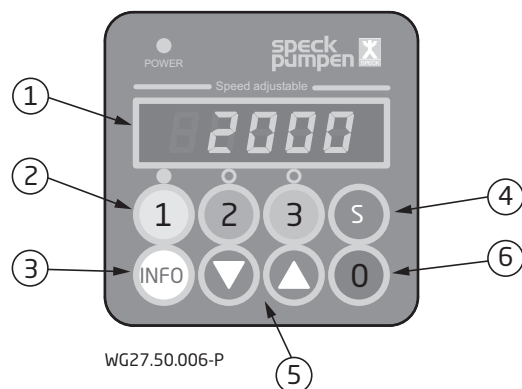 speck
pumpen
SPECK
POWER
Speed adjustable
1
2000
2
1 2 3 S
4
3
INFO 0
6
5
WG27.50.006-P